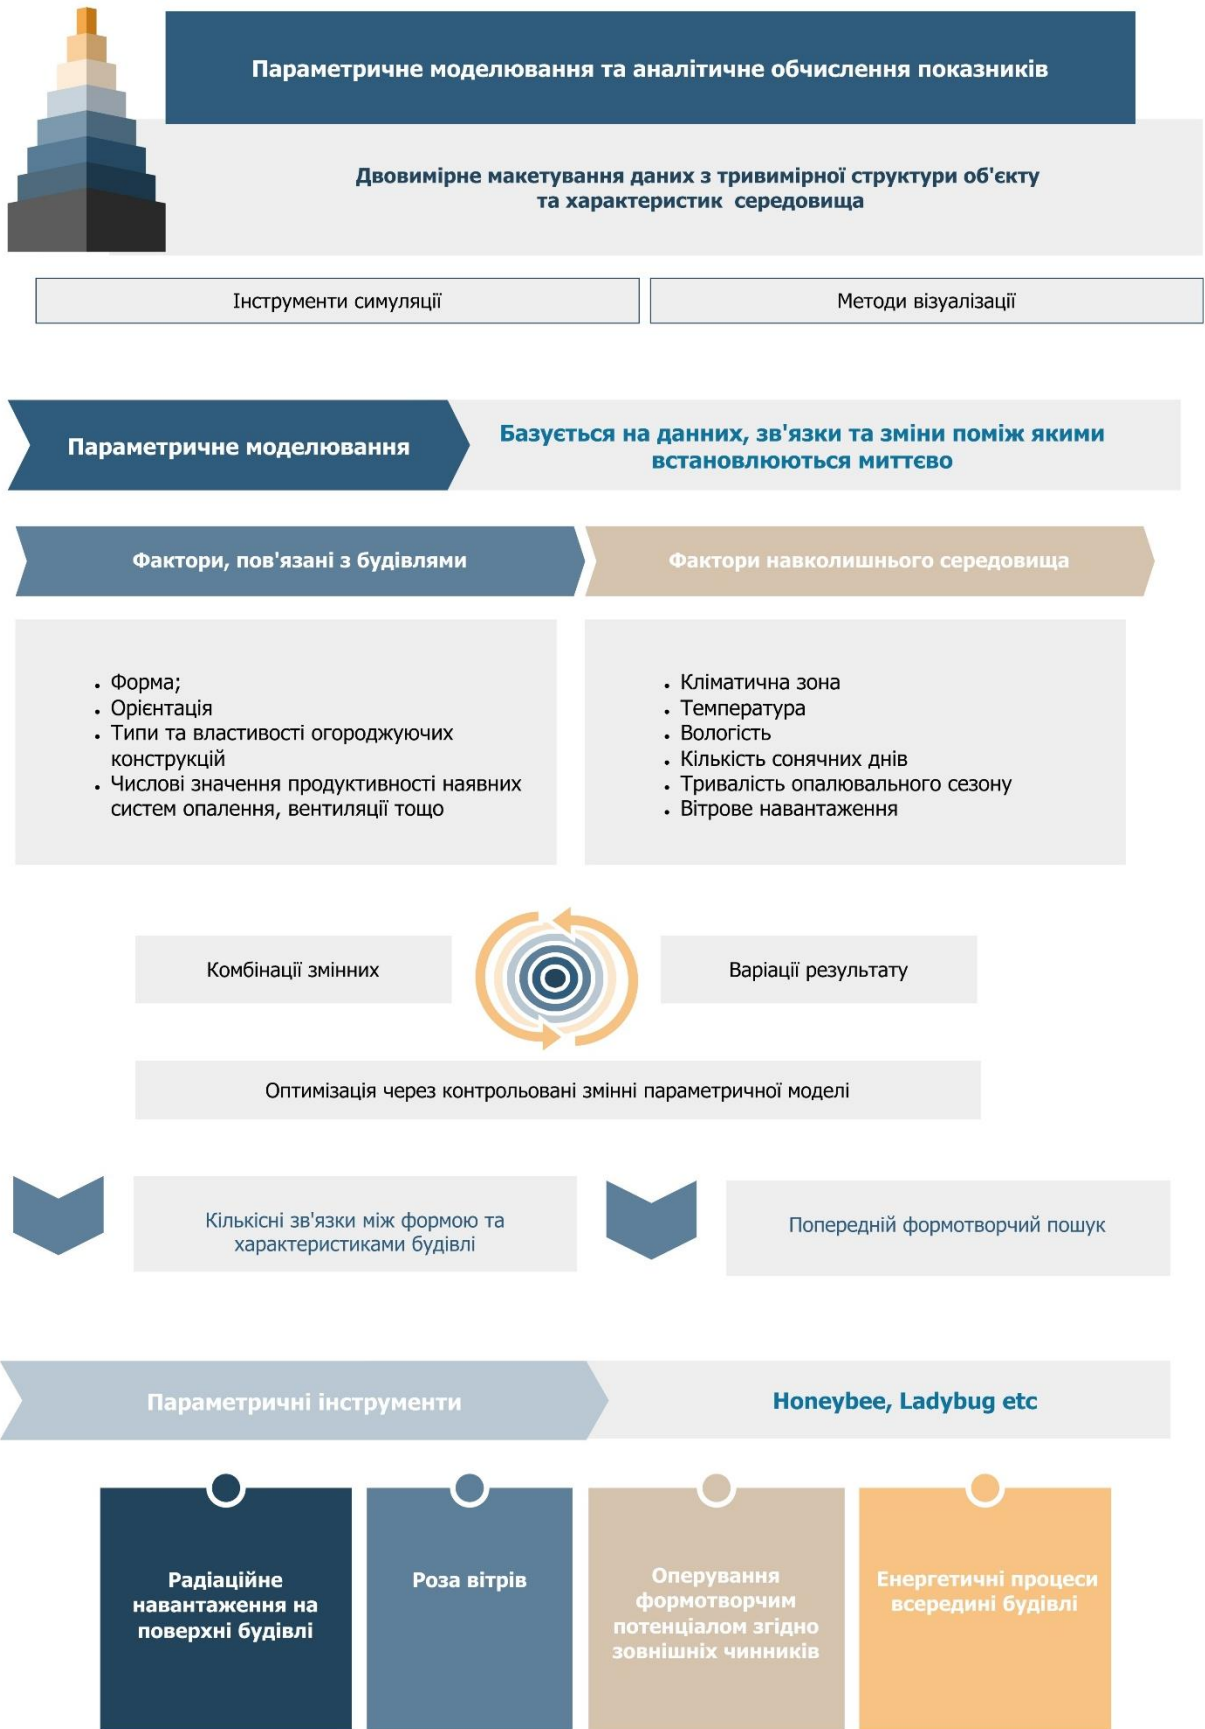 Параметричне моделювання та аналітичне обчислення показників
Двовимірне макетування даних з тривимірної структури об'єкту
та характеристик середовища
Інструменти симуляції
Методи візуалізації
Параметричне моделювання
Базується на данних, зв'язки та зміни поміж якими
встановлюються миттєво
Фактори, пов'язані з будівлями
Фактори навколишнього середовища
• Форма;
• Орієнтація
• Типи та властивості огороджуючих
конструкцій
• Числові значення продуктивності наявних
систем опалення, вентиляції тощо
• Кліматична зона
• Температура
• Вологість
• Кількість сонячних днів
• Тривалість опалювального сезону
• Вітрове навантаження
Комбінації змінних
Варіації результату
Оптимізація через контрольовані змінні параметричної моделі
Кількісні зв'язки між формою та
характеристиками будівлі
Попередній формотворчий пошук
Параметричні інструменти
Honeybee, Ladybug etc
Радіаційне
навантаження на
поверхні будівлі
Роза вітрів
Оперування
формотворчим
потенціалом згідно
зовнішніх чинників
Енергетичні процеси
всередині будівлі